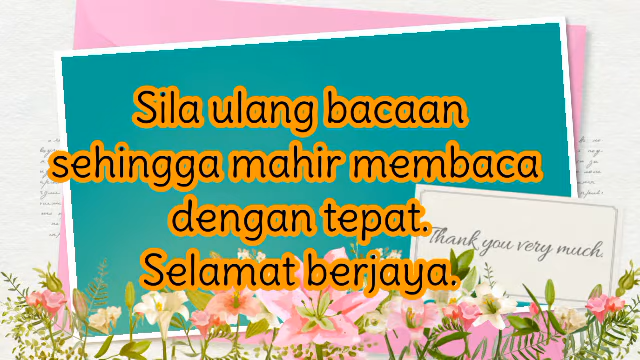 Sila ulang bacaan
sehingga mahir membaca
dengan tepat.
Selamat berjaya.
Thank you very much.